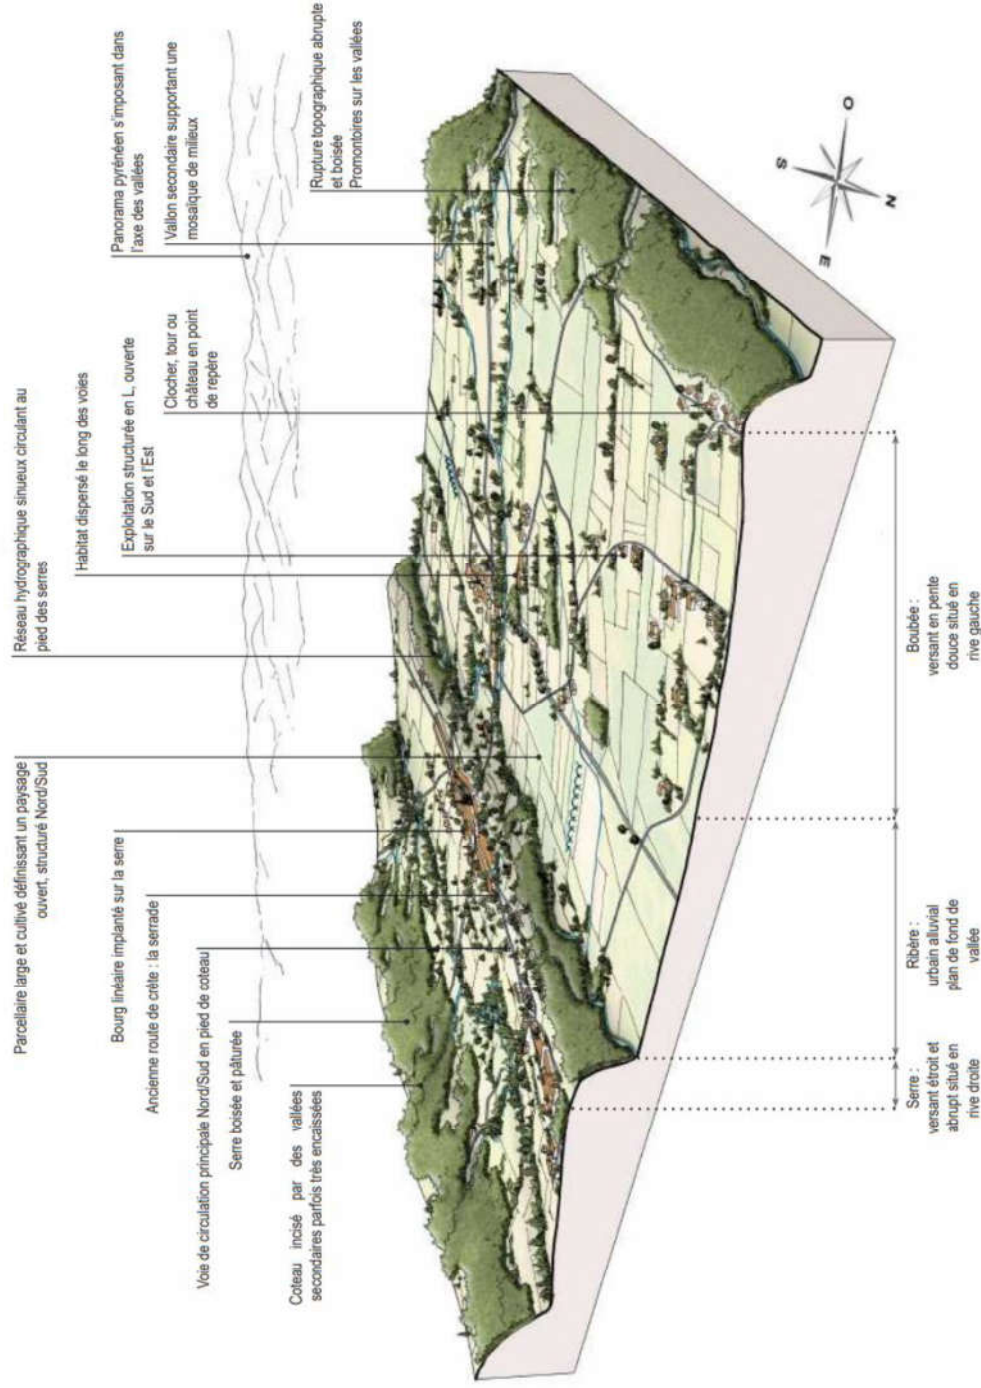 Parcellaire large et cultivé définissant un paysage
ouvert, structuré Nord/Sud
Réseau hydrographique sinueux circulant au
pied des serres
Bourg linéaire implanté sur la serre
Ancienne route de crête : la serrade
Voie de circulation principale Nord/Sud en pied de coteau
Serre boisée et pâturée
Coteau incisé par des vallées
secondaires parfois très encaissées
Habitat dispersé le long des voies
Exploitation structurée en L, ouverte
sur le Sud et l'Est
Clocher, tour ou
château en point
de repère
Panorama pyrénéen s'imposant dans
l'axe des vallées
Vallon secondaire supportant une
mosaïque de milieux
Rupture topographique abrupte
et boisée
Promontoires sur les vallées
S
O
E
N
Serre :
versant étroit et
abrupt situé en
rive droite
Ribère :
urbain alluvial
plan de fond de
vallée
Boubée :
versant en pente
douce situé en
rive gauche